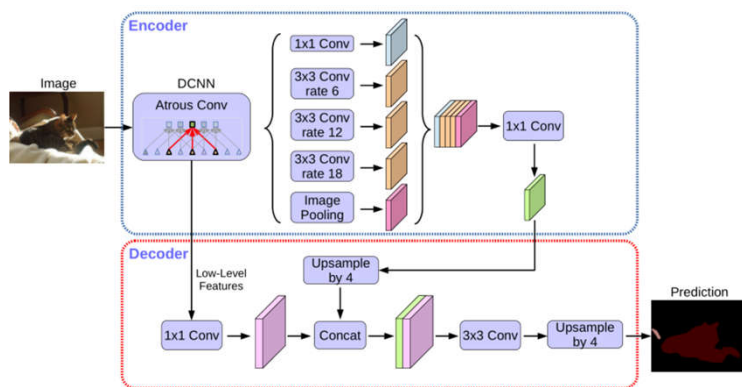 Encoder
Image
DCNN
Atrous Conv
1x1 Conv
3x3 Conv
rate 6
3x3 Conv
rate 12
3x3 Conv
rate 18
Image
Pooling
1x1 Conv
Decoder
Low-Level
Features
Upsample
by 4
1x1 Conv
Concat
3x3 Conv
Upsample
by 4
Prediction